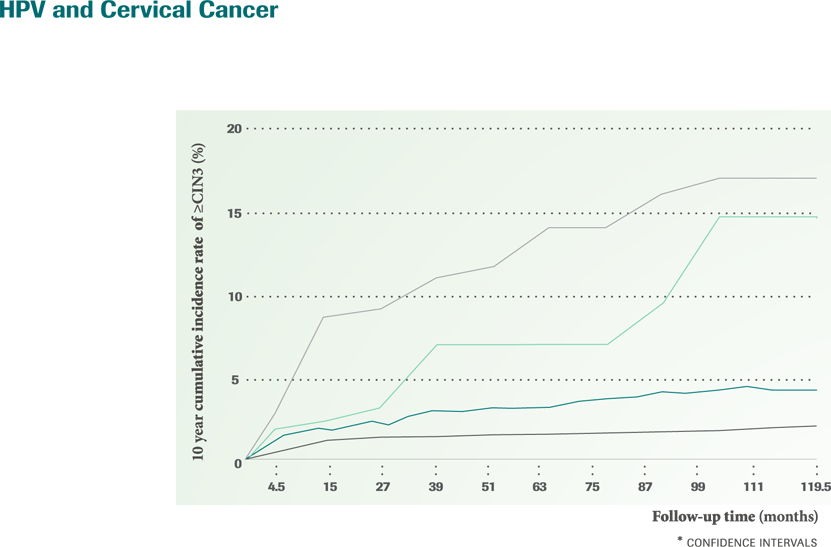 HPV and Cervical Cancer
10 year cumulative incidence rate of ≥CIN3 (%)
20
15
10
5
0
4.5 15 27 39 51 63 75 87 99 111 119.5
Follow-up time (months)
* CONFIDENCE INTERVALS